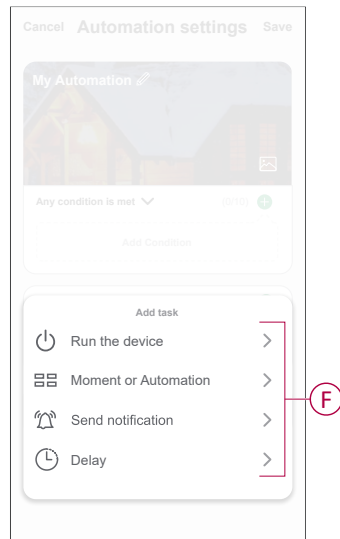 Cancel Automation settings Save
My Automation
Any condition is met (0/10)
Add Condition
Add task
Run the device
Moment or Automation
Send notification
Delay
F